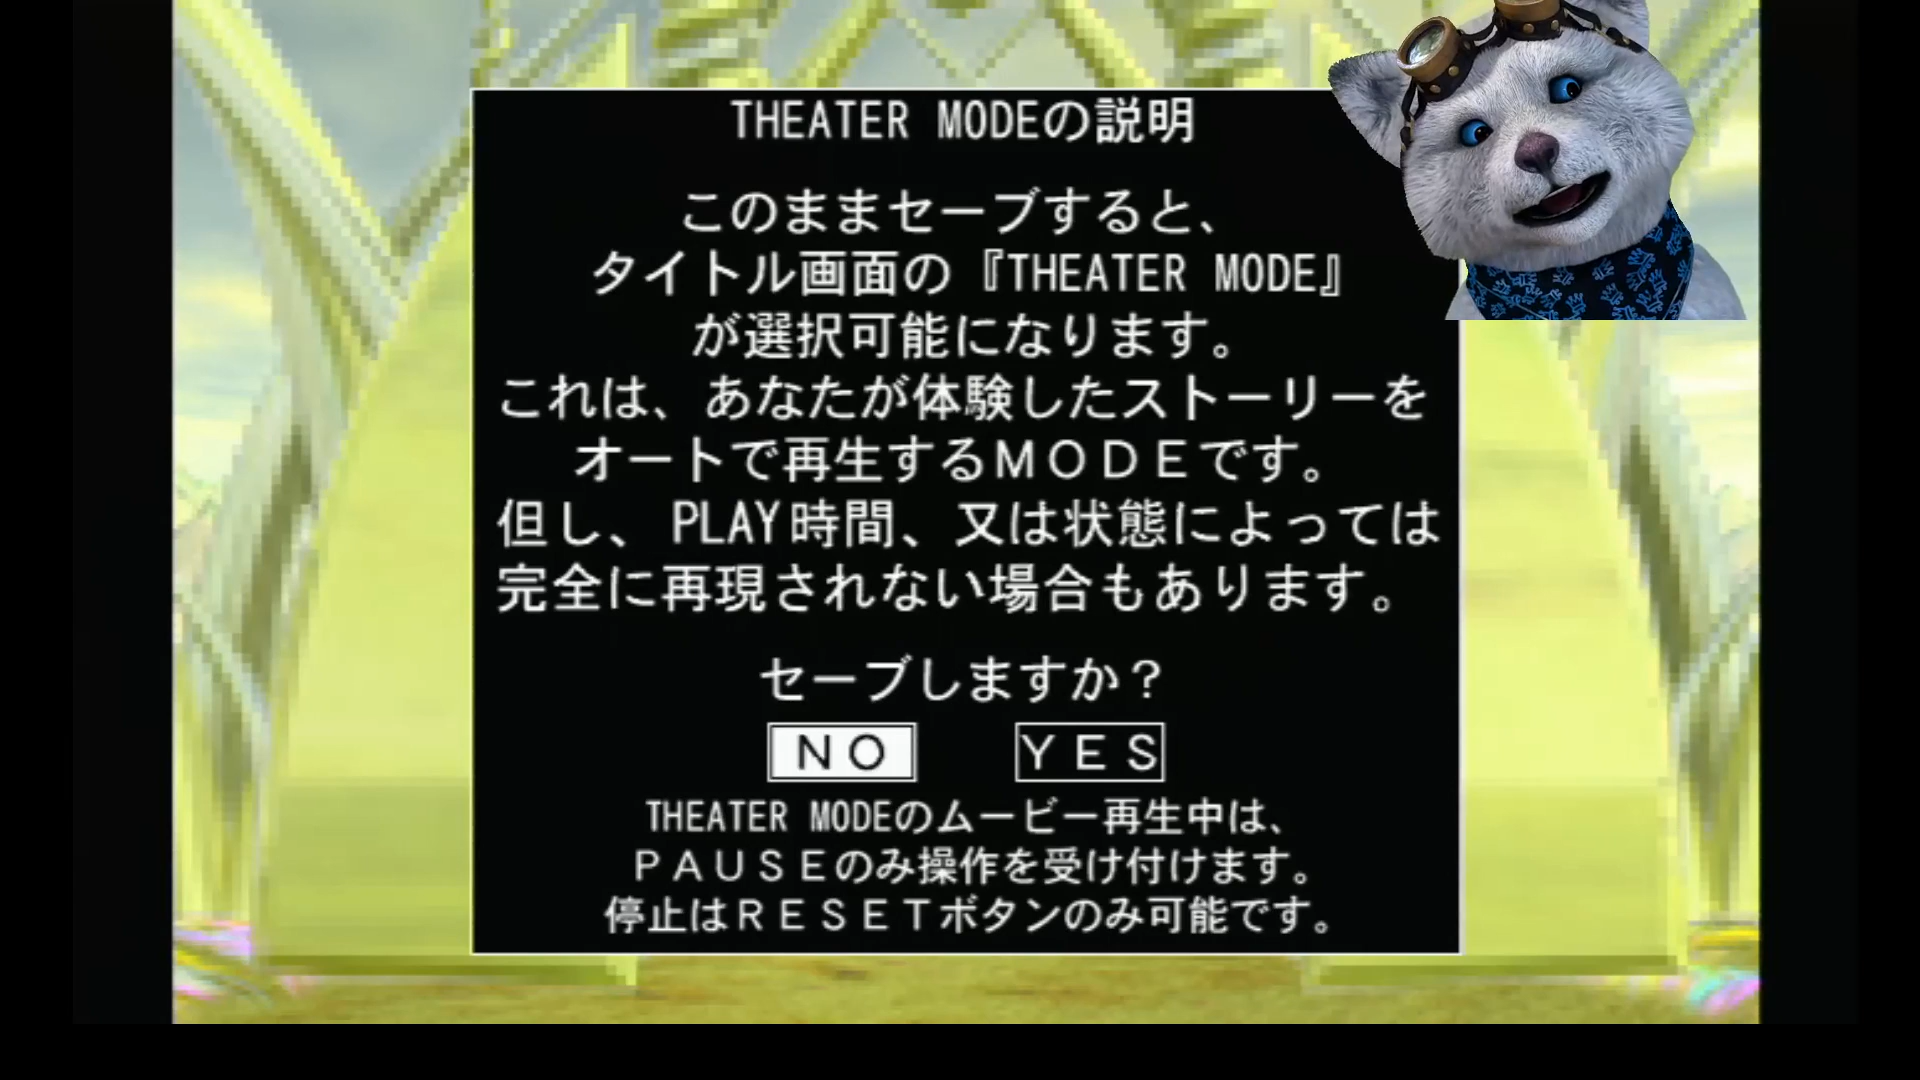 THEATER MODEの説明
このままセーブすると、
タイトル画面の『THEATER MODE』
が選択可能になります。
これは、あなたが体験したストーリーを
オートで再生するＭＯＤＥです。
但し、PLAY時間、又は状態によっては
完全に再現されない場合もあります。
セーブしますか？
ＮＯ ＹＥＳ
THEATER MODEのムービー再生中は、
ＰＡＵＳＥのみ操作を受け付けます。
停止はＲＥＳＥＴボタンのみ可能です。